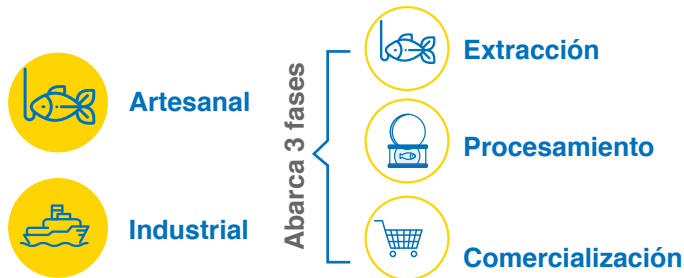 Artesanal
Industrial
Abarca 3 fases
Extracción
Procesamiento
Comercialización